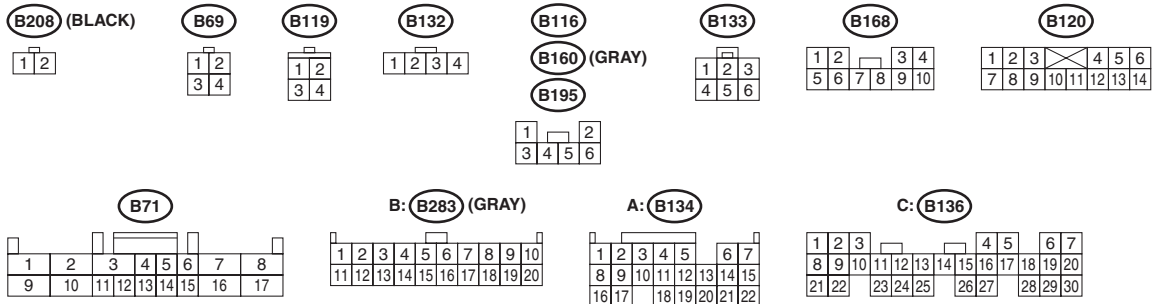 B208 (BLACK) B69 B119 B132 B116 B133 B168 B120
B160 (GRAY)
B195
1 2
1 2
3 4
1 2
3 4
1 2 3 4
1 2
3 4 5 6
1 2 3
4 5 6
1 2 3 4
5 6 7 8 9 10
1 2 3 4 5 6
7 8 9 10 11 12 13 14
B71 B: B283 (GRAY) A: B134 C: B136
1 2 3 4 5 6 7 8
9 10 11 12 13 14 15 16 17
1 2 3 4 5 6 7 8 9 10
11 12 13 14 15 16 17 18 19 20
1 2 3 4 5 6 7
8 9 10 11 12 13 14 15
16 17 18 19 20 21 22
1 2 3 4 5 6 7
8 9 10 11 12 13 14 15 16 17 18 19 20
21 22 23 24 25 26 27 28 29 30